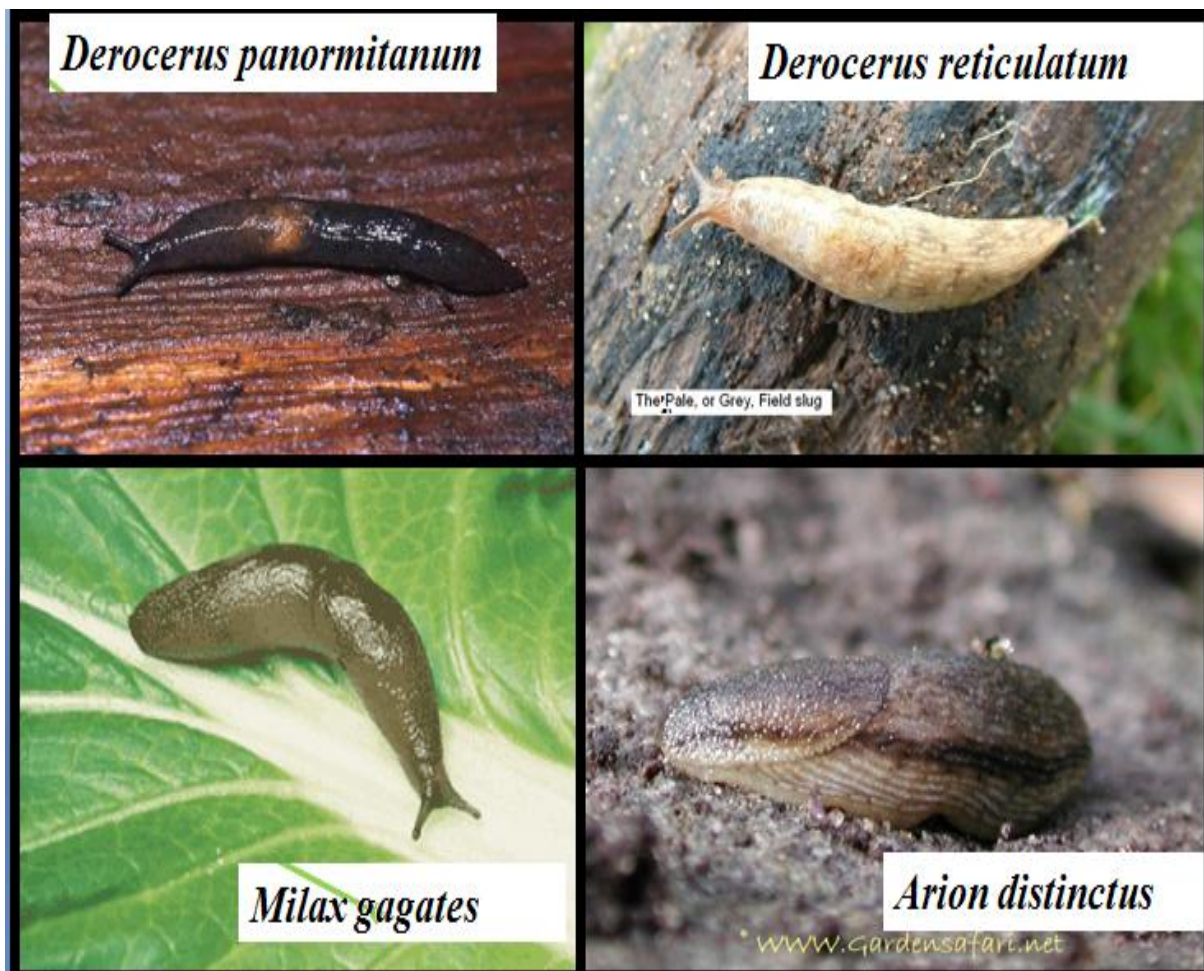 Derocerus panormitanum
Derocerus reticulatum
The Pale, or Grey, Field slug
Milax gagates
Arion distinctus
www.Gardensafari.net